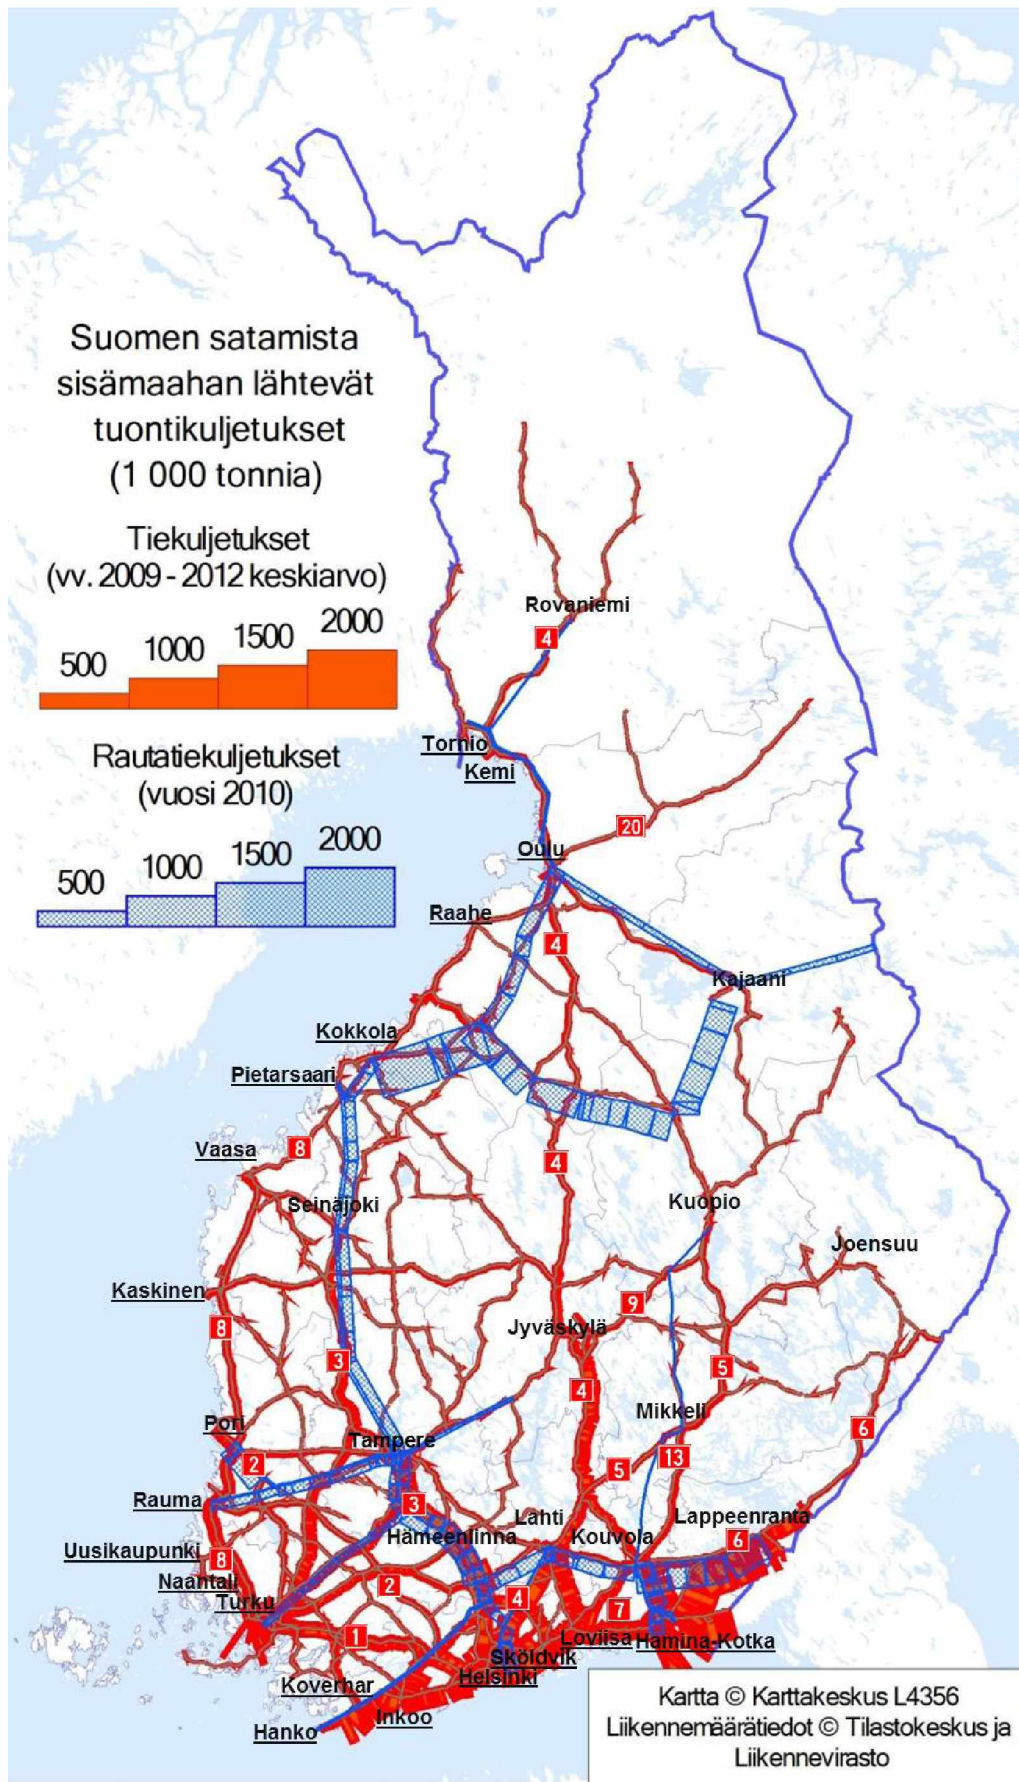 Suomen satamista
sisämaahan lähtevät
tuontikuljetukset
(1 000 tonnia)
Tiekuljetukset
(vv. 2009 - 2012 keskiarvo)
500
1000
1500
2000
Rautatiekuljetukset
(vuosi 2010)
500
1000
1500
2000
Rovaniemi
4
Tornio
Kemi
20
Oulu
Raahe
4
Kajaani
Kokkola
Pietarsaari
Vaasa
8
4
Seinäjoki
Kuopio
Joensuu
Kaskinen
9
8
Jyväskylä
3
5
4
Mikkeli
Pori
6
Tampere
2
13
5
Rauma
3
Lahti
Lappeenranta
Hämeenlinna
Kouvola
6
Uusikaupunki
8
Naantali
2
Turku
4
7
1
Loviisa
Hamina-Kotka
Sköldvik
Helsinki
Koverhar
Inkoo
Hanko
Kartta © Karttakeskus L4356
Liikennemäärätiedot © Tilastokeskus ja
Liikennevirasto